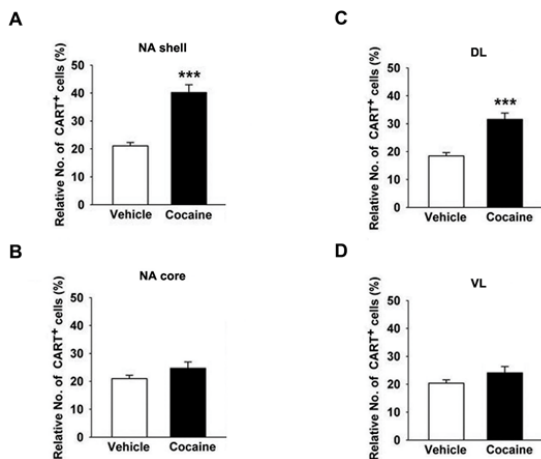 A
NA shell
Relative No. of CART⁺ cells (%)
50
40
30
20
10
0
***
Vehicle Cocaine
B
NA core
Relative No. of CART⁺ cells (%)
50
40
30
20
10
0
Vehicle Cocaine
C
DL
Relative No. of CART⁺ cells (%)
50
40
30
20
10
0
***
Vehicle Cocaine
D
VL
Relative No. of CART⁺ cells (%)
50
40
30
20
10
0
Vehicle Cocaine